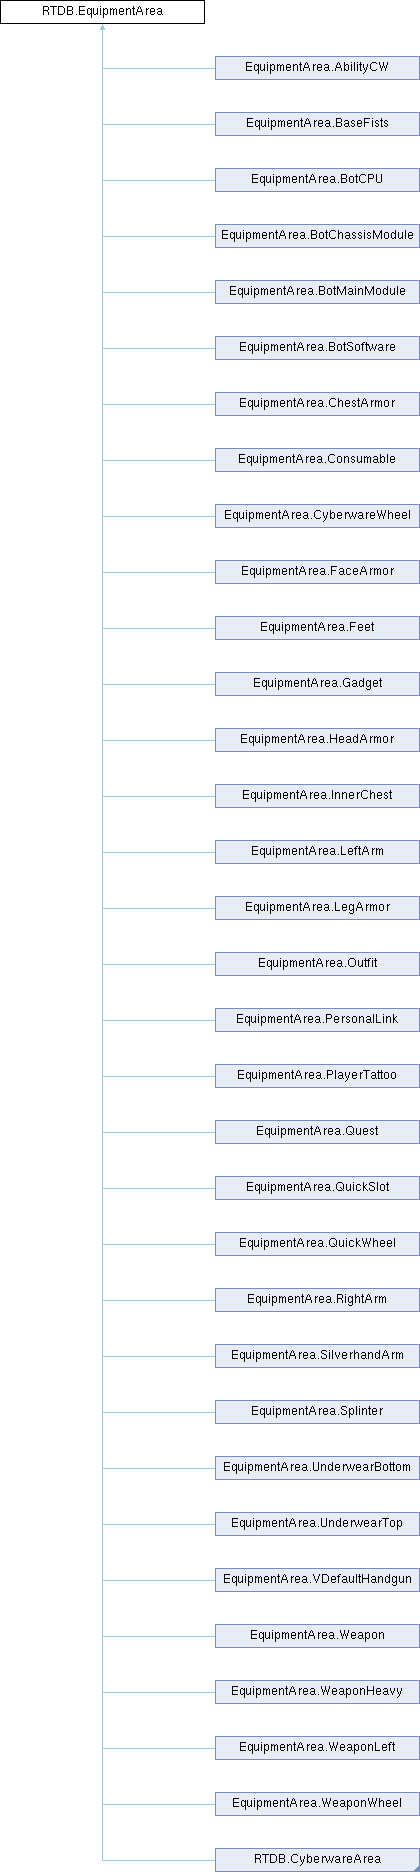 RTDB.EquipmentArea
EquipmentArea.AbilityCW
EquipmentArea.BaseFists
EquipmentArea.BotCPU
EquipmentArea.BotChassisModule
EquipmentArea.BotMainModule
EquipmentArea.BotSoftware
EquipmentArea.ChestArmor
EquipmentArea.Consumable
EquipmentArea.CyberwareWheel
EquipmentArea.FaceArmor
EquipmentArea.Feet
EquipmentArea.Gadget
EquipmentArea.HeadArmor
EquipmentArea.InnerChest
EquipmentArea.LeftArm
EquipmentArea.LegArmor
EquipmentArea.Outfit
EquipmentArea.PersonalLink
EquipmentArea.PlayerTattoo
EquipmentArea.Quest
EquipmentArea.QuickSlot
EquipmentArea.QuickWheel
EquipmentArea.RightArm
EquipmentArea.SilverhandArm
EquipmentArea.Splinter
EquipmentArea.UnderwearBottom
EquipmentArea.UnderwearTop
EquipmentArea.VDefaultHandgun
EquipmentArea.Weapon
EquipmentArea.WeaponHeavy
EquipmentArea.WeaponLeft
EquipmentArea.WeaponWheel
RTDB.CyberwareArea